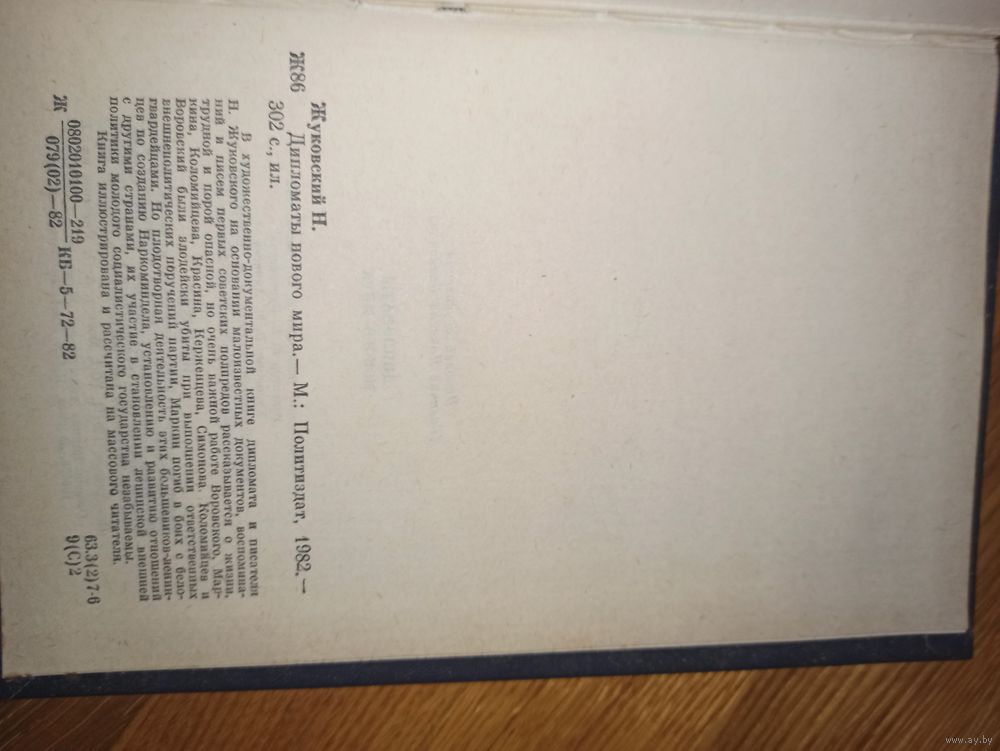 Жуковский Н.
Ж86 Дипломаты нового мира.— М.: Политиздат, 1982.—
302 с., ил.
В художественно-документальной книге дипломата и писателя
Н. Жуковского на основании малоизвестных документов, воспомина-
ний и писем первых советских полпредов рассказывается о жизни,
трудной и порой опасной, но очень важной работе Воровского, Мар-
кина, Коломийцева, Красина, Керженцева, Симонова. Коломийцев и
Воровский были злодейски убиты при выполнении ответственных
внешнеполитических поручений партии, Маркин погиб в боях с бело-
гвардейцами. Но плодотворная деятельность этих большевиков-ленин-
цев по созданию Наркоминдела, установлению и развитию отношений
с другими странами, их участие в становлении ленинской внешней
политики молодого социалистического государства незабываемы.
Книга иллюстрирована и рассчитана на массового читателя.
Ж 0802010100—219
079(02)—82 КБ—5—72—82
63.3(2)7-6
9(С)2
www.ay.by